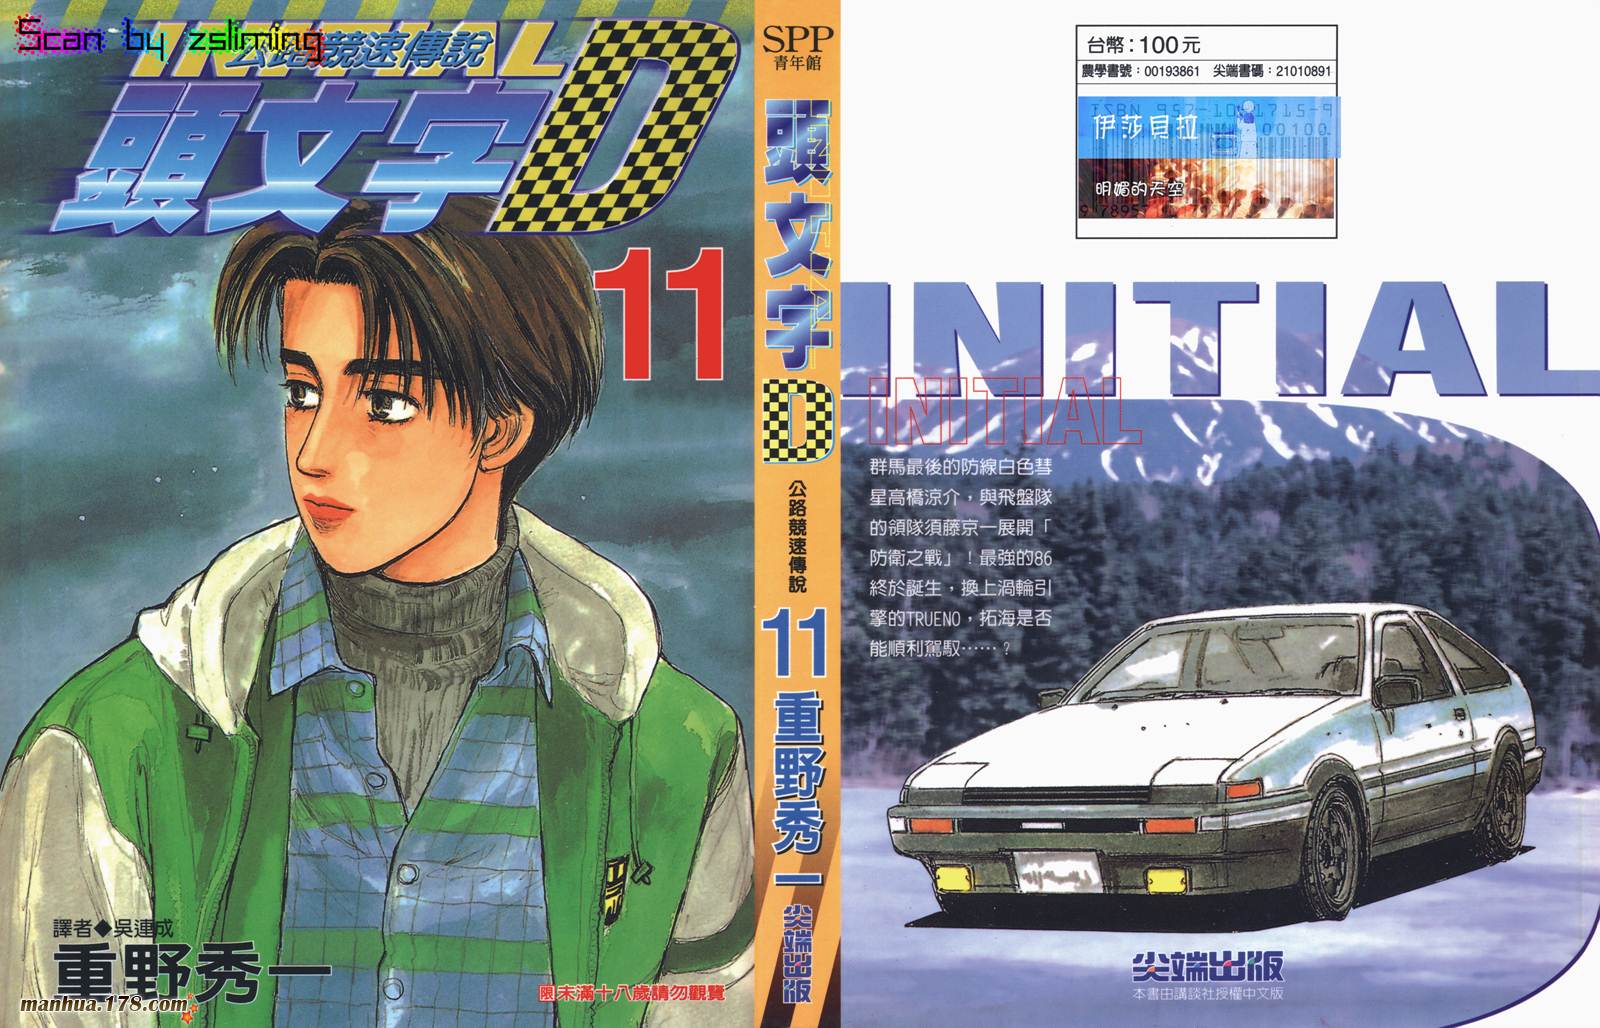 Scan by zsliming
INITIAL D
公路競速傳說
頭文字D
11
譯者◆吳連成
重野秀一
manhua.178.com
限未滿十八歲請勿觀覽
SPP
青年館
頭文字D
公路競速傳說
11
重野秀一
尖端出版
台幣：100元
農學書號：00193861 尖端書碼：21010891
伊莎貝拉
00100
明媚的天空
INITIAL
INITIAL
群馬最後的防線白色彗
星高橋涼介，與飛盤隊
的領隊須藤京一展開「
防衛之戰」！最強的86
終於誕生，換上渦輪引
擎的TRUENO，拓海是否
能順利駕馭……？
尖端出版
本書由講談社授權中文版